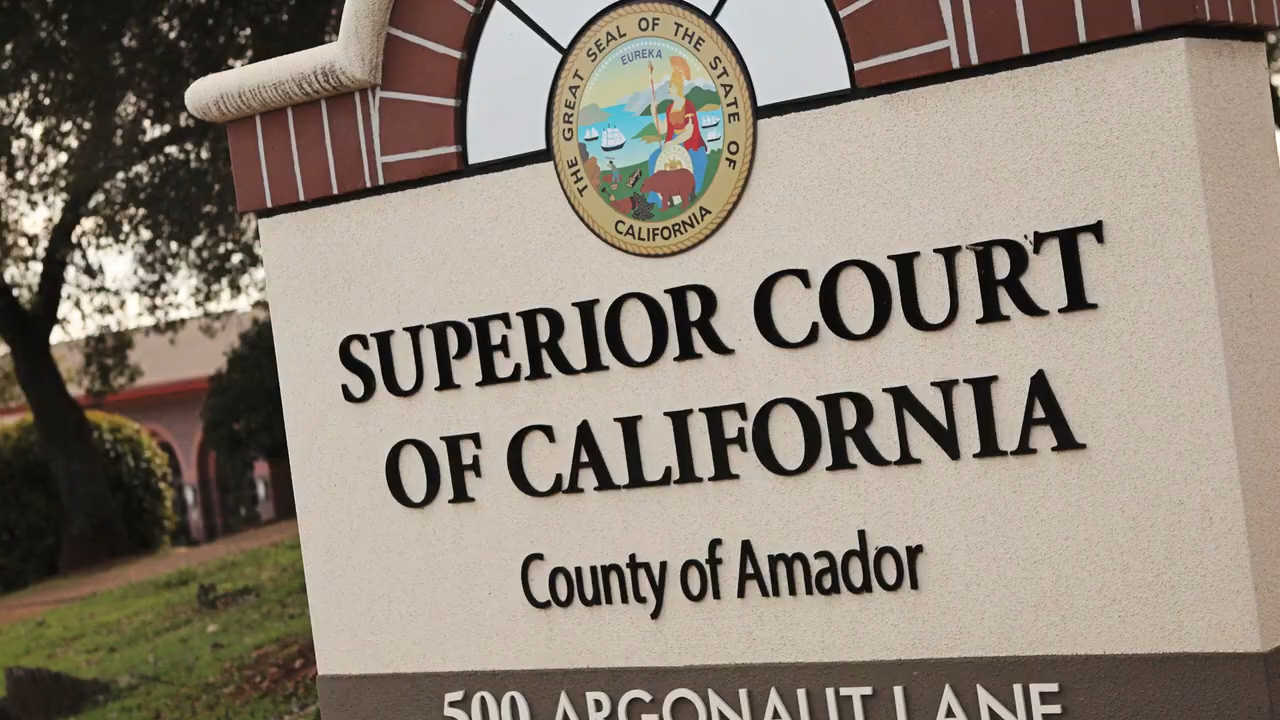 THE GREAT SEAL OF THE STATE OF CALIFORNIA
EUREKA
SUPERIOR COURT
OF CALIFORNIA
County of Amador
500 ARGONAUT LANE